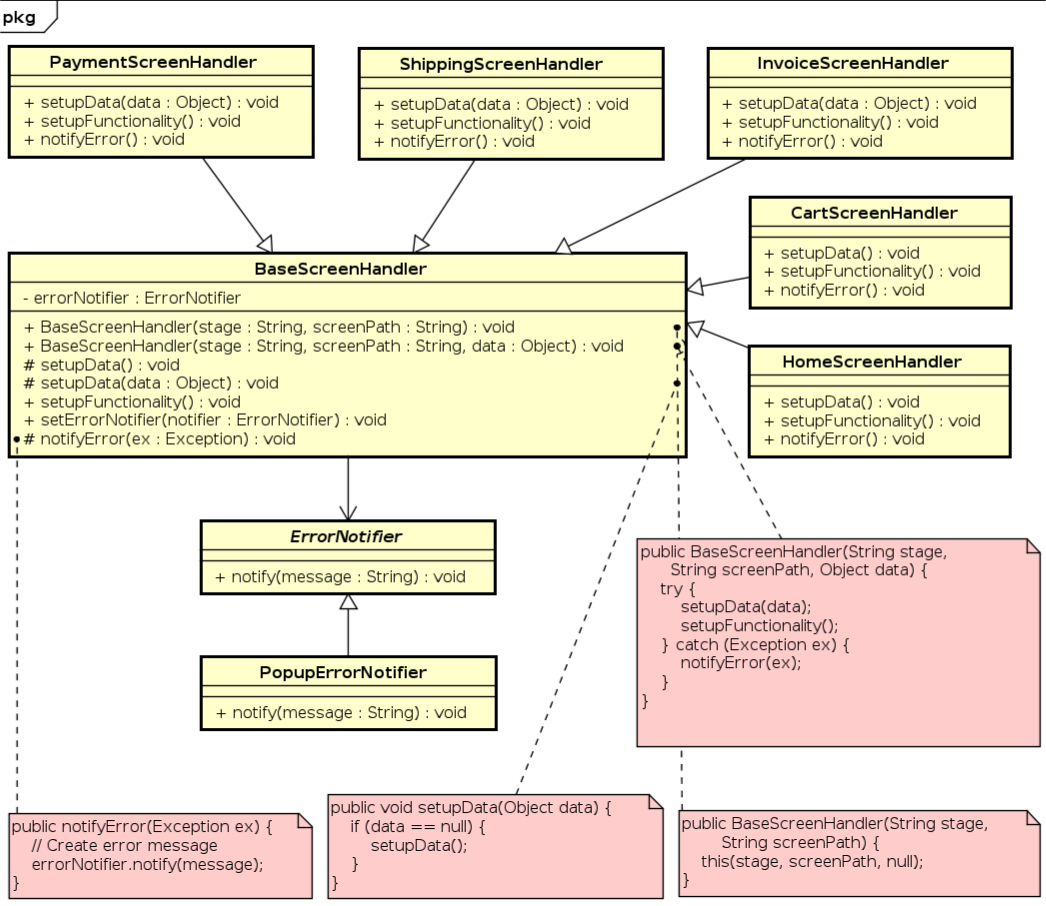 pkg
PaymentScreenHandler
+ setupData(data : Object) : void
+ setupFunctionality() : void
+ notifyError() : void
ShippingScreenHandler
+ setupData(data : Object) : void
+ setupFunctionality() : void
+ notifyError() : void
InvoiceScreenHandler
+ setupData(data : Object) : void
+ setupFunctionality() : void
+ notifyError() : void
CartScreenHandler
+ setupData() : void
+ setupFunctionality() : void
+ notifyError() : void
BaseScreenHandler
- errorNotifier : ErrorNotifier
+ BaseScreenHandler(stage : String, screenPath : String) : void
+ BaseScreenHandler(stage : String, screenPath : String, data : Object) : void
# setupData() : void
# setupData(data : Object) : void
+ setupFunctionality() : void
+ setErrorNotifier(notifier : ErrorNotifier) : void
# notifyError(ex : Exception) : void
HomeScreenHandler
+ setupData() : void
+ setupFunctionality() : void
+ notifyError() : void
ErrorNotifier
+ notify(message : String) : void
PopupErrorNotifier
+ notify(message : String) : void
public BaseScreenHandler(String stage,
String screenPath, Object data) {
try {
setupData(data);
setupFunctionality();
} catch (Exception ex) {
notifyError(ex);
}
}
public notifyError(Exception ex) {
// Create error message
errorNotifier.notify(message);
}
public void setupData(Object data) {
if (data == null) {
setupData();
}
}
public BaseScreenHandler(String stage,
String screenPath) {
this(stage, screenPath, null);
}